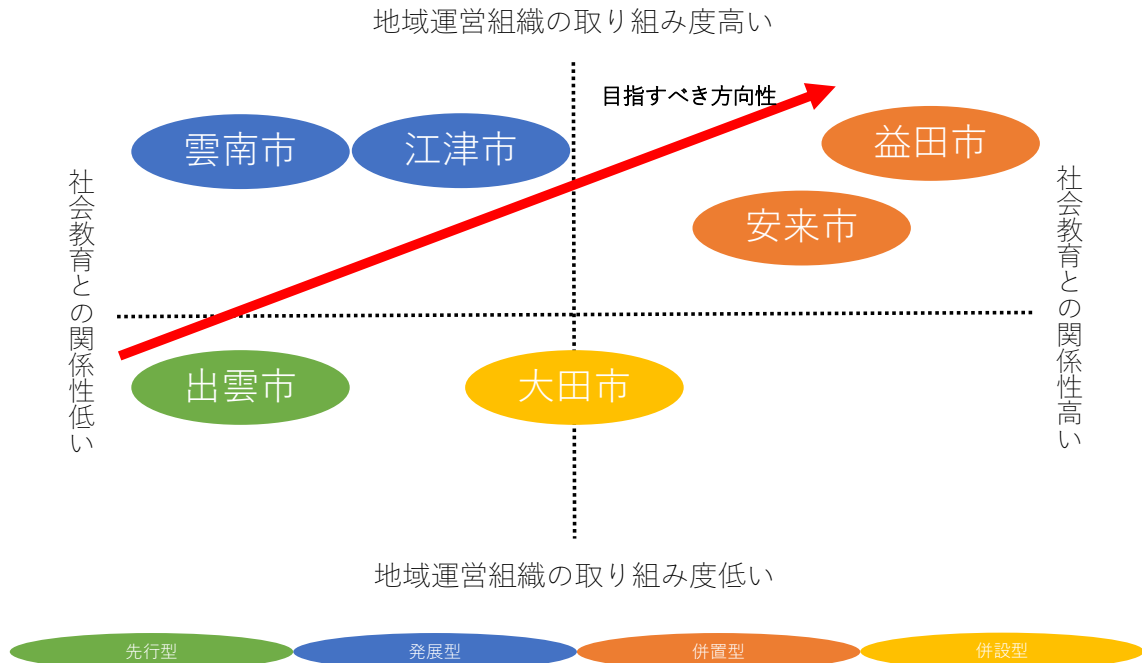 地域運営組織の取り組み度高い
目指すべき方向性
雲南市
江津市
益田市
安来市
社会教育との関係性低い
社会教育との関係性高い
出雲市
大田市
地域運営組織の取り組み度低い
先行型
発展型
併置型
併設型